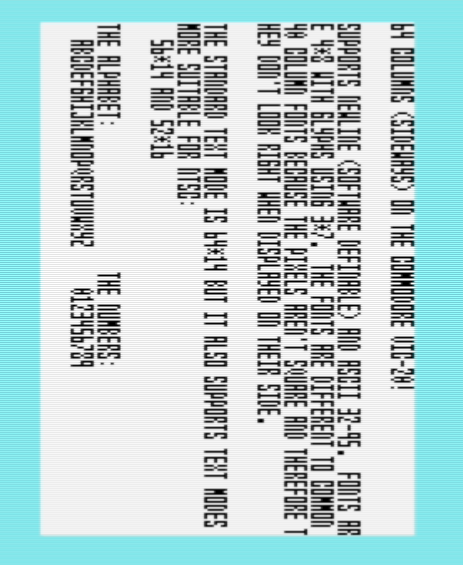 64 COLUMNS (SIDEWAYS) ON THE COMMODORE VIC-20!
SUPPORTS NEWLINE (SOFTWARE DEFINABLE) AND ASCII 32-95. FONTS AR
E 4*8 WITH GLYPHS USING 3*7. THE FONTS ARE DIFFERENT TO COMMON
40 COLUMN FONTS BECAUSE THE PIXELS AREN'T SQUARE AND THEREFORE T
HEY DON'T LOOK RIGHT WHEN DISPLAYED ON THEIR SIDE.
THE STANDARD TEXT MODE IS 64*14 BUT IT ALSO SUPPORTS TEXT MODES
MORE SUITABLE FOR NTSC:
56*14 AND 52*16
THE ALPHABET: THE NUMBERS:
ABCDEFGHIJKLMNOPQRSTUVWXYZ 0123456789